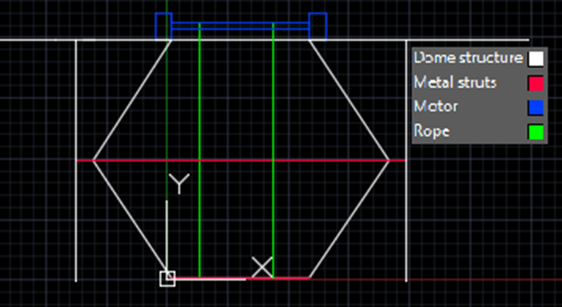 Dome structure
Metal struts
Motor
Rope
Y
X